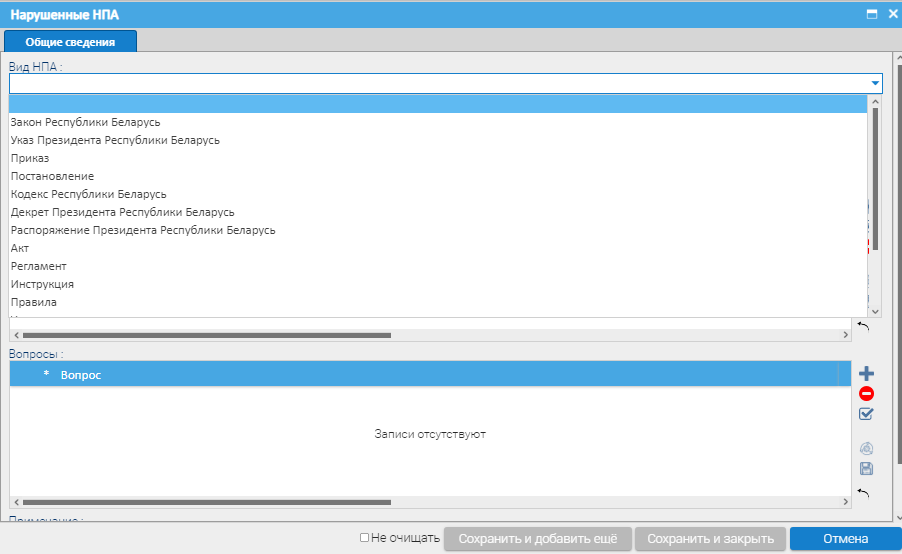 Нарушенные НПА
Общие сведения
Вид НПА :
Закон Республики Беларусь
Указ Президента Республики Беларусь
Приказ
Постановление
Кодекс Республики Беларусь
Декрет Президента Республики Беларусь
Распоряжение Президента Республики Беларусь
Акт
Регламент
Инструкция
Правила
Вопросы :
* Вопрос
Записи отсутствуют
Примечание :
Не очищать
Сохранить и добавить ещё
Сохранить и закрыть
Отмена